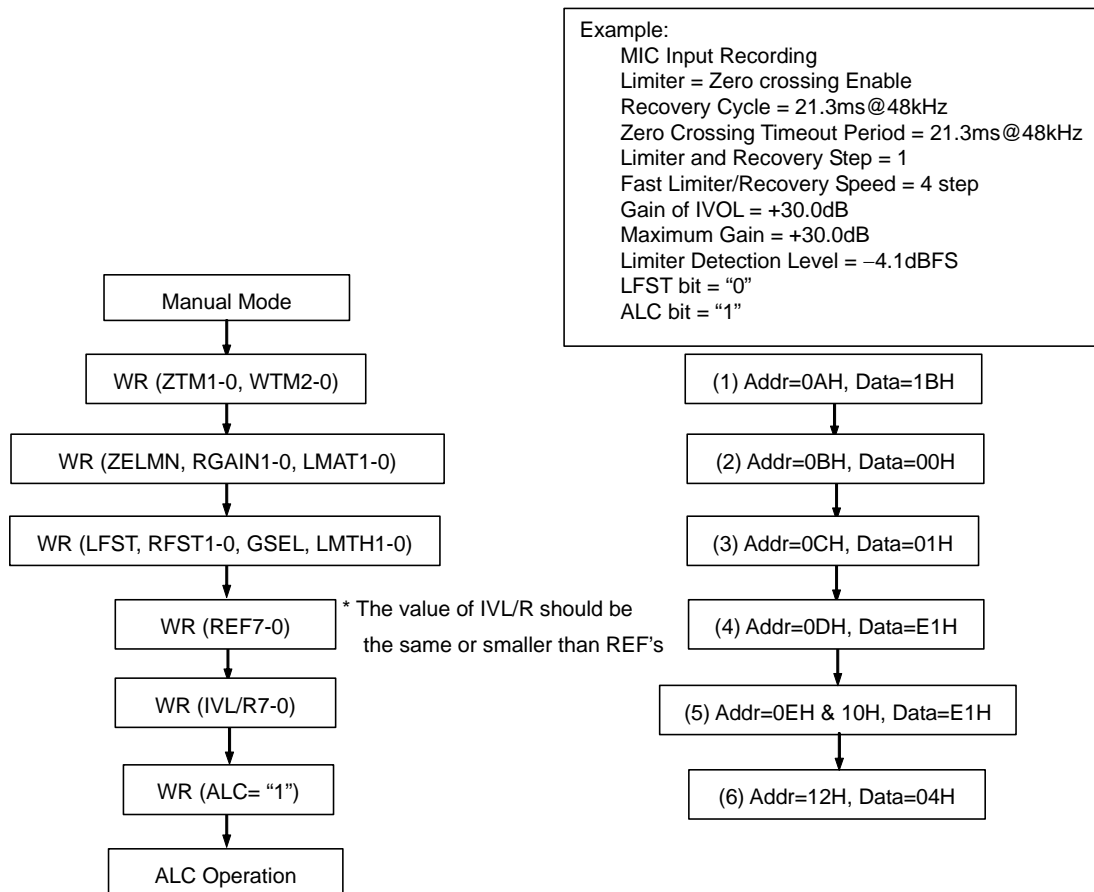 Example:
MIC Input Recording
Limiter = Zero crossing Enable
Recovery Cycle = 21.3ms@48kHz
Zero Crossing Timeout Period = 21.3ms@48kHz
Limiter and Recovery Step = 1
Fast Limiter/Recovery Speed = 4 step
Gain of IVOL = +30.0dB
Maximum Gain = +30.0dB
Limiter Detection Level = −4.1dBFS
LFST bit = “0”
ALC bit = “1”
Manual Mode
WR (ZTM1-0, WTM2-0)
WR (ZELMN, RGAIN1-0, LMAT1-0)
WR (LFST, RFST1-0, GSEL, LMTH1-0)
WR (REF7-0)
* The value of IVL/R should be
the same or smaller than REF’s
WR (IVL/R7-0)
WR (ALC= “1”)
ALC Operation
(1) Addr=0AH, Data=1BH
(2) Addr=0BH, Data=00H
(3) Addr=0CH, Data=01H
(4) Addr=0DH, Data=E1H
(5) Addr=0EH & 10H, Data=E1H
(6) Addr=12H, Data=04H